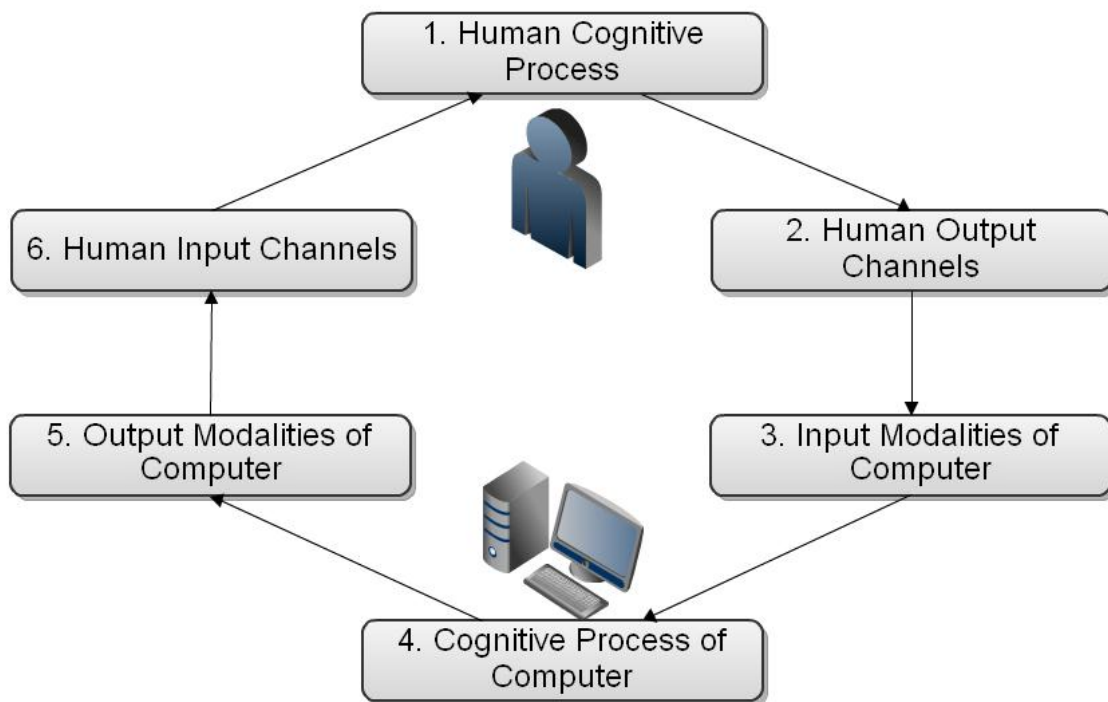 1. Human Cognitive
Process
2. Human Output
Channels
3. Input Modalities of
Computer
4. Cognitive Process of
Computer
5. Output Modalities of
Computer
6. Human Input Channels